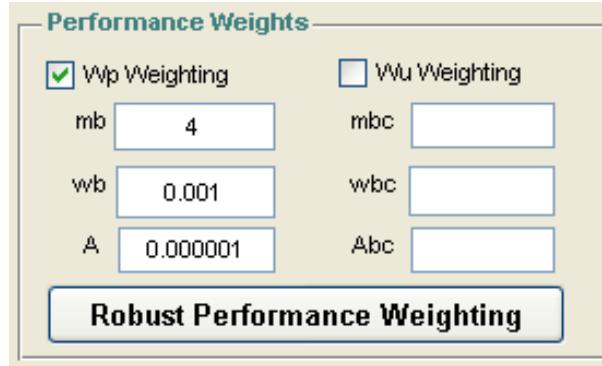 Performance Weights
Wp Weighting Wu Weighting
mb 4 mbc
wb 0.001 wbc
A 0.000001 Abc
Robust Performance Weighting